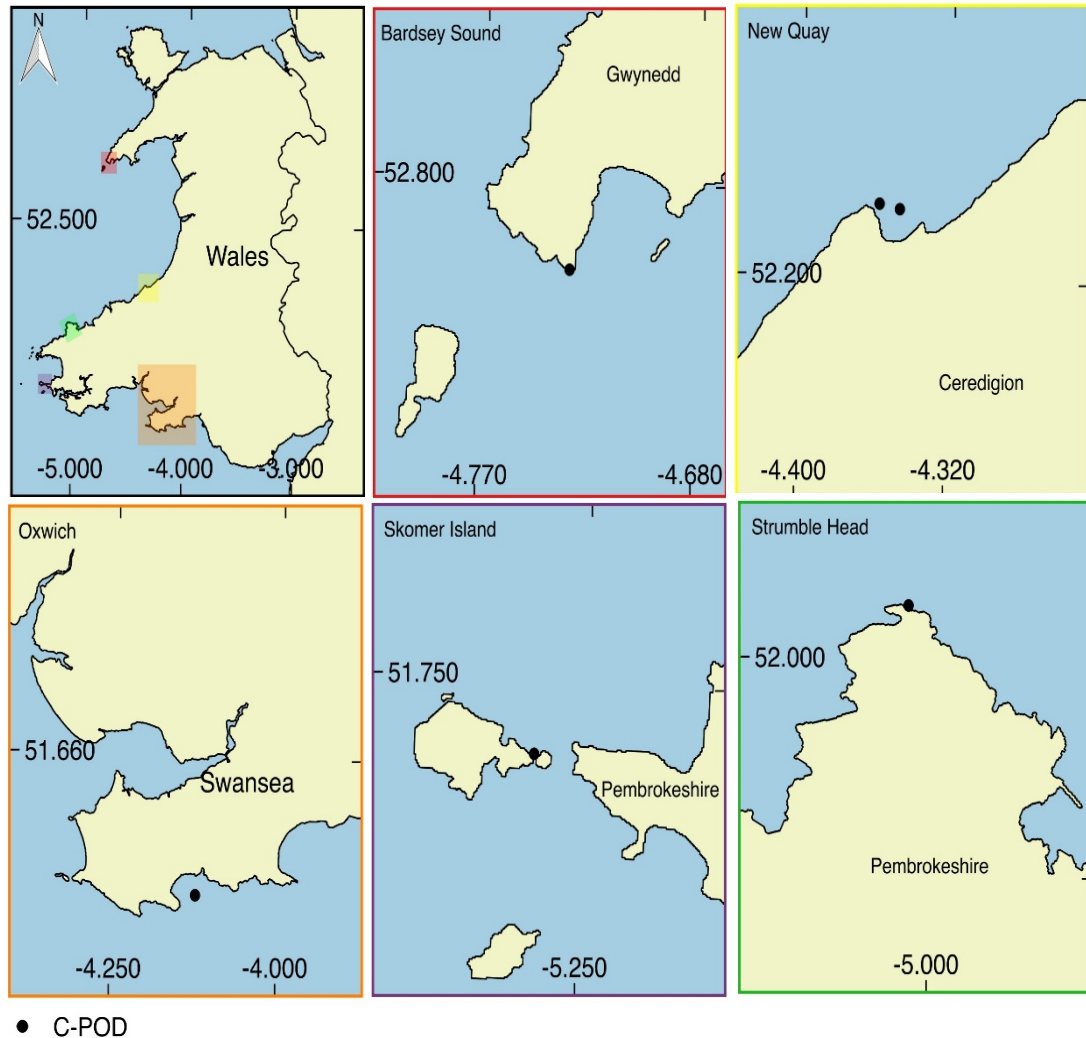 N
52.500
Wales
-5.000
-4.000
-3.000
Bardsey Sound
Gwynedd
52.800
-4.770
-4.680
New Quay
52.200
Ceredigion
-4.400
-4.320
Oxwich
51.660
Swansea
-4.250
-4.000
Skomer Island
51.750
Pembrokeshire
-5.250
Strumble Head
52.000
Pembrokeshire
-5.000
C-POD